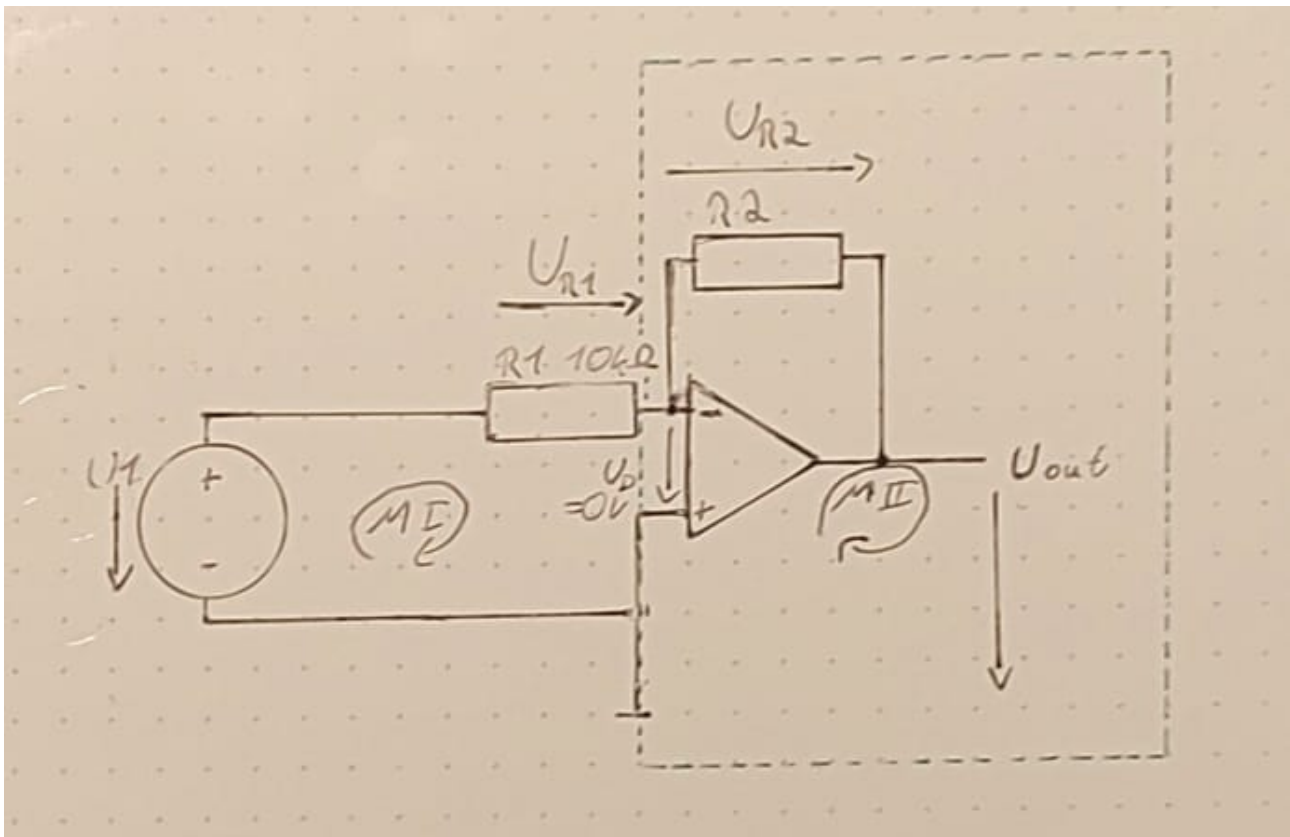 UR2
R2
UR1
R1 10kΩ
U1
+
-
MI
UD
=0V
-
+
MII
Uout